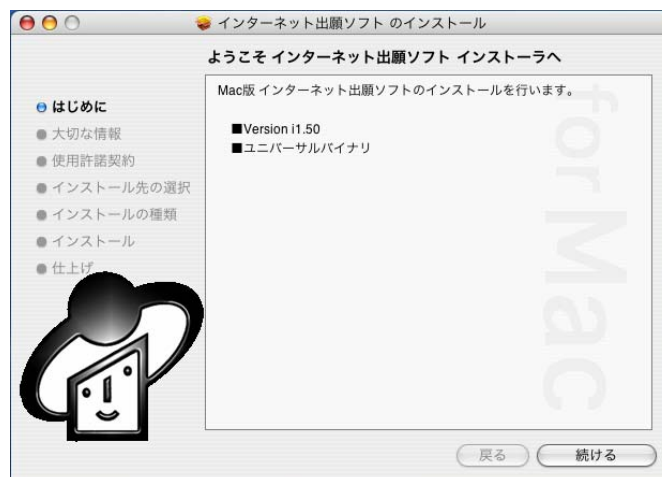 インターネット出願ソフト のインストール
ようこそ インターネット出願ソフト インストーラへ
はじめに
大切な情報
使用許諾契約
インストール先の選択
インストールの種類
インストール
仕上げ
Mac版 インターネット出願ソフトのインストールを行います。
■Version i1.50
■ユニバーサルバイナリ
for Mac
戻る
続ける